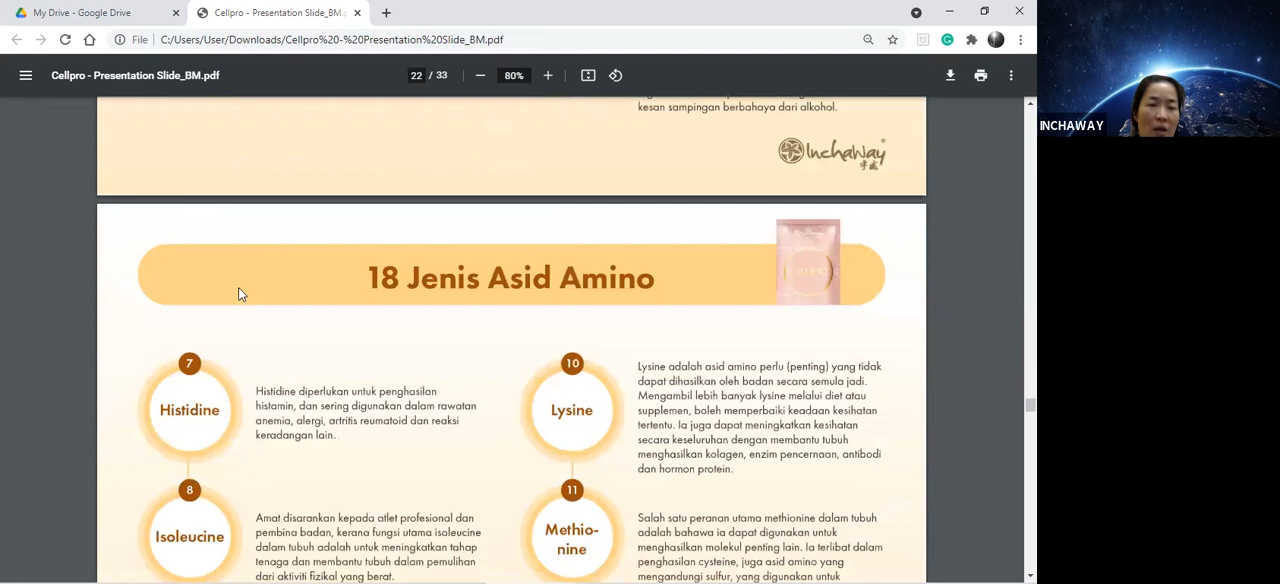 My Drive - Google Drive
Cellpro - Presentation Slide_BM.p
File
C:/Users/User/Downloads/Cellpro%20-%20Presentation%20Slide_BM.pdf
Cellpro - Presentation Slide_BM.pdf
22 / 33
80%
INCHAWAY
kesan sampingan berbahaya dari alkohol.
InchaWay
宇威
18 Jenis Asid Amino
7
Histidine
Histidine diperlukan untuk penghasilan
histamin, dan sering digunakan dalam rawatan
anemia, alergi, artritis reumatoid dan reaksi
keradangan lain.
8
Isoleucine
Amat disarankan kepada atlet profesional dan
pembina badan, kerana fungsi utama isoleucine
dalam tubuh adalah untuk meningkatkan tahap
tenaga dan membantu tubuh dalam pemulihan
dari aktiviti fizikal yang berat.
10
Lysine
Lysine adalah asid amino perlu (penting) yang tidak
dapat dihasilkan oleh badan secara semula jadi.
Mengambil lebih banyak lysine melalui diet atau
supplemen, boleh memperbaiki keadaan kesihatan
tertentu. Ia juga dapat meningkatkan kesihatan
secara keseluruhan dengan membantu tubuh
menghasilkan kolagen, enzim pencernaan, antibodi
dan hormon protein.
11
Methio-
nine
Salah satu peranan utama methionine dalam tubuh
adalah bahawa ia dapat digunakan untuk
menghasilkan molekul penting lain. Ia terlibat dalam
penghasilan cysteine, juga asid amino yang
mengandungi sulfur, yang digunakan untuk